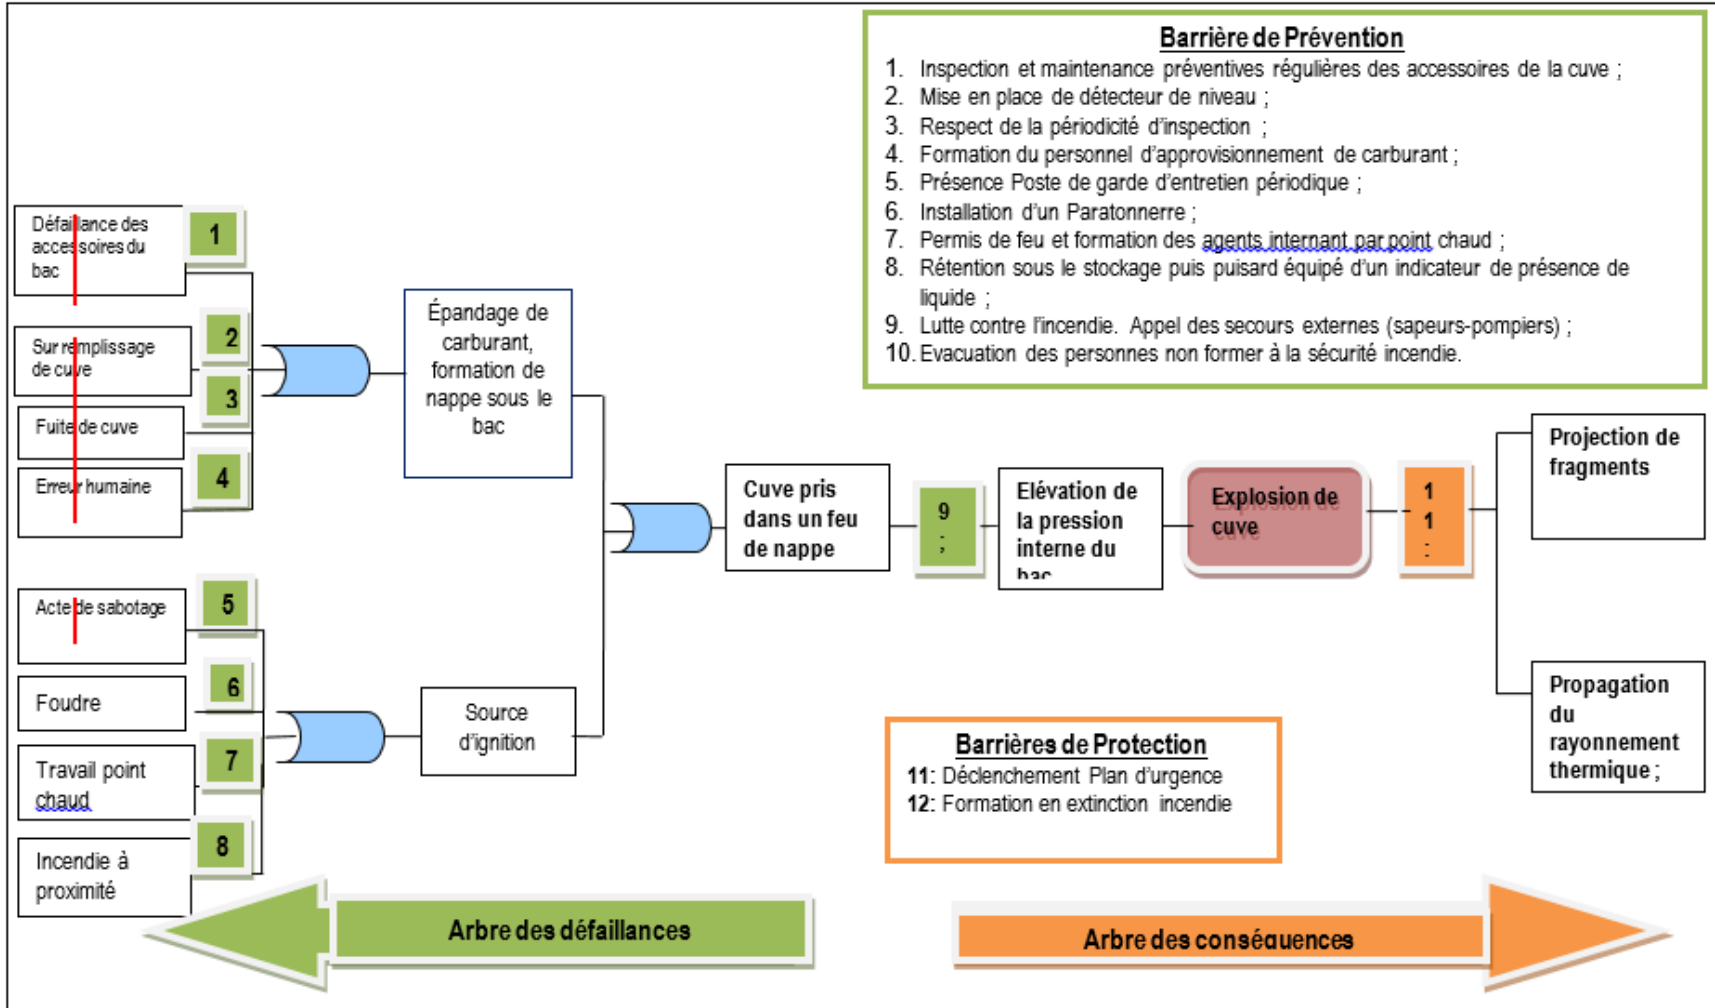 Barrière de Prévention
1. Inspection et maintenance préventives régulières des accessoires de la cuve ;
2. Mise en place de détecteur de niveau ;
3. Respect de la périodicité d'inspection ;
4. Formation du personnel d'approvisionnement de carburant ;
5. Présence Poste de garde d'entretien périodique ;
6. Installation d'un Paratonnerre ;
7. Permis de feu et formation des agents internant par point chaud ;
8. Rétention sous le stockage puis puisard équipé d'un indicateur de présence de
liquide ;
9. Lutte contre l'incendie. Appel des secours externes (sapeurs-pompiers) ;
10. Evacuation des personnes non former à la sécurité incendie.
Défaillance des
accessoires du
bac
1
Sur remplissage
de cuve
2
3
Fuite de cuve
Erreur humaine
4
Épandage de
carburant,
formation de
nappe sous le
bac
Acte de sabotage
5
Foudre
6
Travail point
chaud
7
Incendie à
proximité
8
Source
d'ignition
Cuve pris
dans un feu
de nappe
9
;
Elévation de
la pression
interne du
bac
Explosion de
cuve
1
1
:
Projection de
fragments
Propagation
du
rayonnement
thermique ;
Barrières de Protection
11: Déclenchement Plan d'urgence
12: Formation en extinction incendie
Arbre des défaillances
Arbre des conséquences